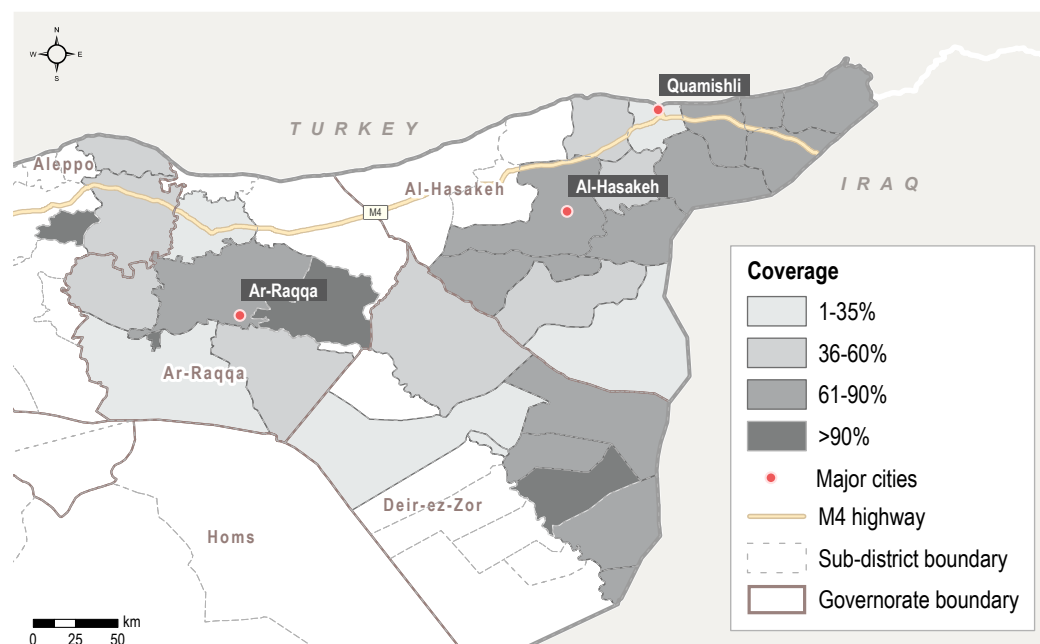 N
W E
S
TURKEY
Quamishli
Aleppo
Al-Hasakeh
Al-Hasakeh
IRAQ
M4
Ar-Raqqa
Ar-Raqqa
Deir-ez-Zor
Homs
Coverage
1-35%
36-60%
61-90%
>90%
Major cities
M4 highway
Sub-district boundary
Governorate boundary
km
0 25 50